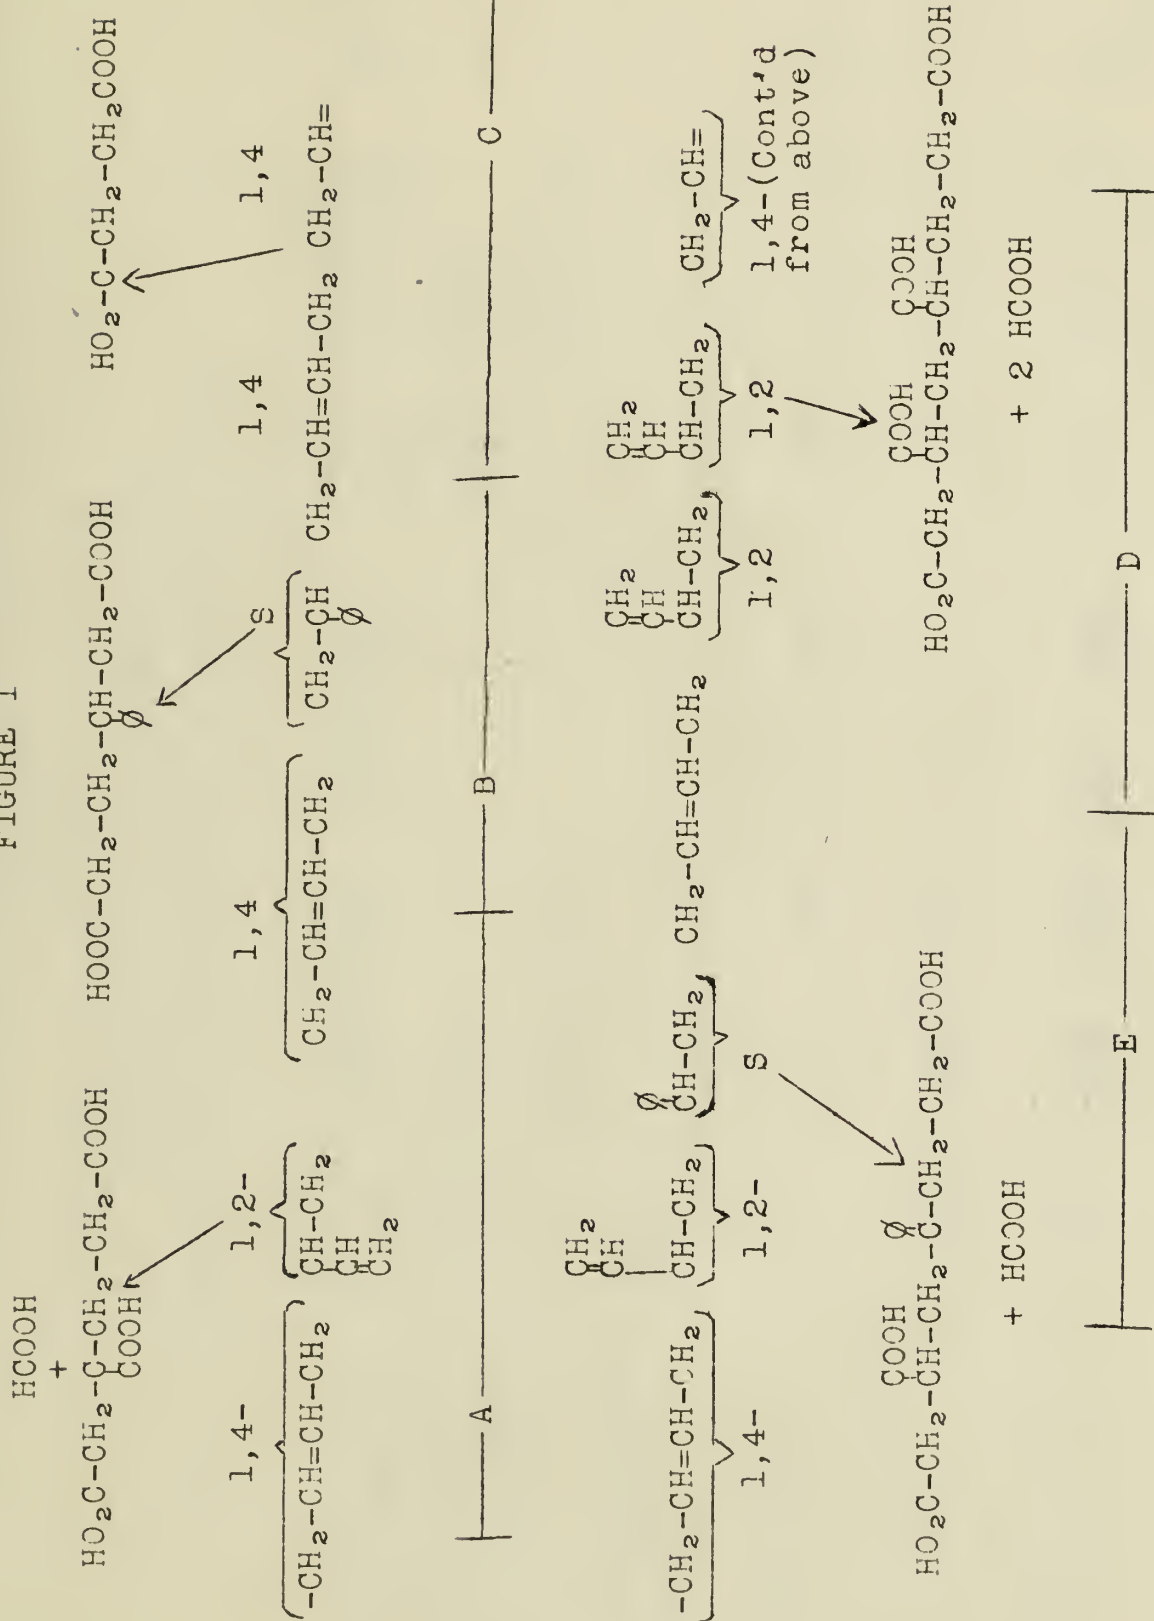 FIGURE 1
HCOOH
+
HO₂C-CH₂-CH₂-C-CH₂-CH₂-COOH
COOH
HOOC-CH₂-CH₂-CH-CH₂-COOH
Ø
HO₂-C-CH₂-CH₂COOH
1,4-
1,2-
1,4
S
1,4
1,4
-CH₂-CH=CH-CH₂
CH-CH₂
CH
CH₂
CH₂-CH=CH-CH₂
CH₂-CH
Ø
CH₂-CH=CH-CH₂
CH₂-CH=
A
B
C
CH₂
CH
-CH₂-CH=CH-CH₂
CH-CH₂
Ø
CH-CH₂
CH₂-CH=CH-CH₂
CH₂
CH
CH-CH₂
CH₂
CH
CH-CH₂
CH₂-CH=
1,4-
1,2-
S
1,2
1,2
1,4-(Cont'd
from above)
COOH
Ø
HO₂C-CH₂-CH₂-CH-CH₂-C-CH₂-CH₂-COOH
+ HCOOH
COOH
COOH
HO₂C-CH₂-CH₂-CH-CH₂-CH-CH₂-CH₂-COOH
+ 2 HCOOH
E
D